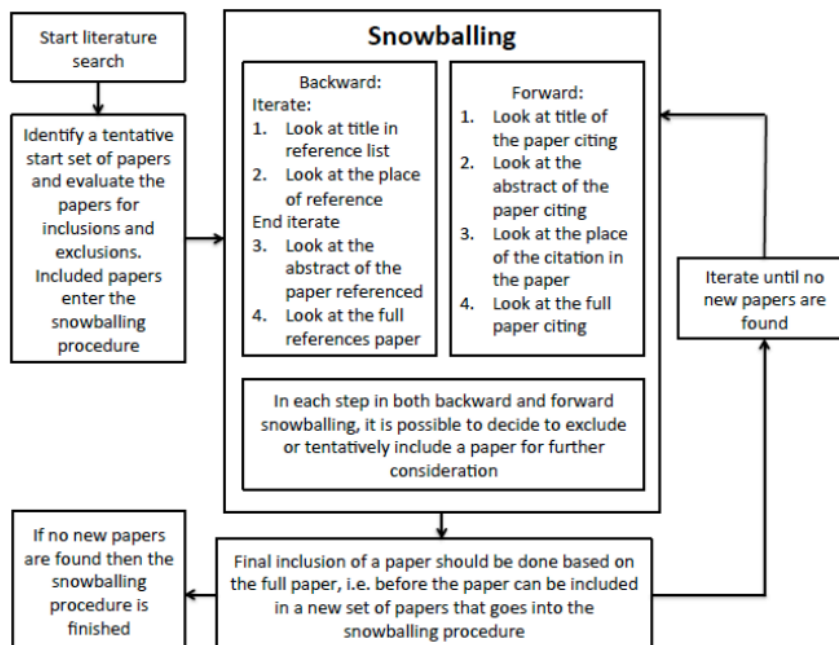 Start literature
search
Identify a tentative
start set of papers
and evaluate the
papers for
inclusions and
exclusions.
Included papers
enter the
snowballing
procedure
Snowballing
Backward:
Iterate:
1. Look at title in
reference list
2. Look at the place
of reference
End iterate
3. Look at the
abstract of the
paper referenced
4. Look at the full
references paper
Forward:
1. Look at title of
the paper citing
2. Look at the
abstract of the
paper citing
3. Look at the place
of the citation in
the paper
4. Look at the full
paper citing
In each step in both backward and forward
snowballing, it is possible to decide to exclude
or tentatively include a paper for further
consideration
Iterate until no
new papers are
found
If no new papers
are found then the
snowballing
procedure is
finished
Final inclusion of a paper should be done based on
the full paper, i.e. before the paper can be included
in a new set of papers that goes into the
snowballing procedure